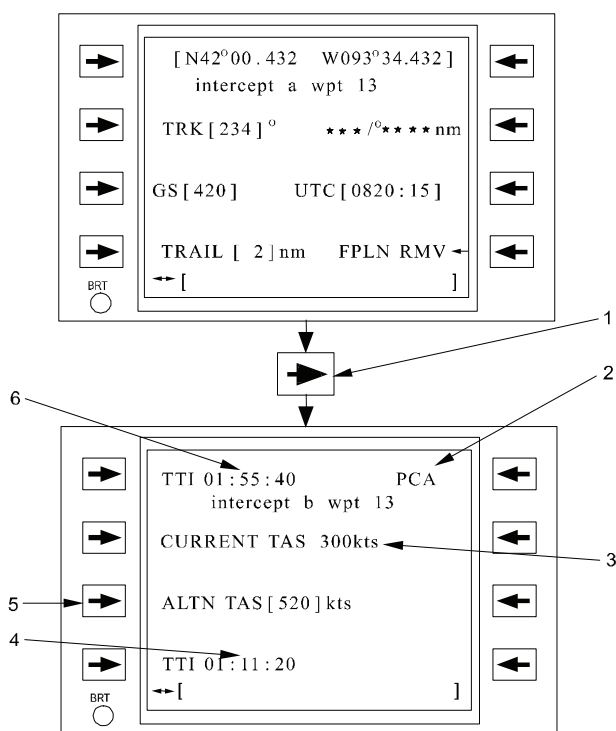 [N42°00.432 W093°34.432]
intercept a wpt 13
TRK[234]° ***/°****nm
GS[420] UTC[0820:15]
TRAIL [ 2]nm FPLN RMV←
↔[ ]
BRT
1
2
6
TTI 01:55:40 PCA
intercept b wpt 13
CURRENT TAS 300kts
3
ALTN TAS[520]kts
5
4
TTI 01:11:20
↔[ ]
BRT